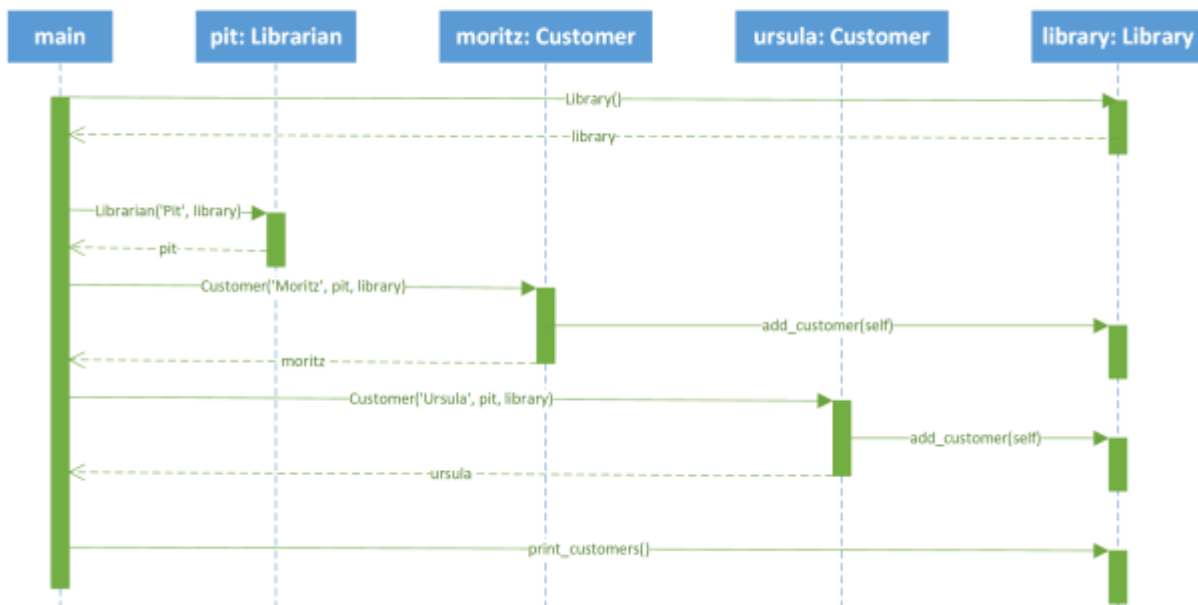 main
pit: Librarian
moritz: Customer
ursula: Customer
library: Library
Library()
library
Librarian('Pit', library)
pit
Customer('Moritz', pit, library)
add_customer(self)
moritz
Customer('Ursula', pit, library)
add_customer(self)
ursula
print_customers()